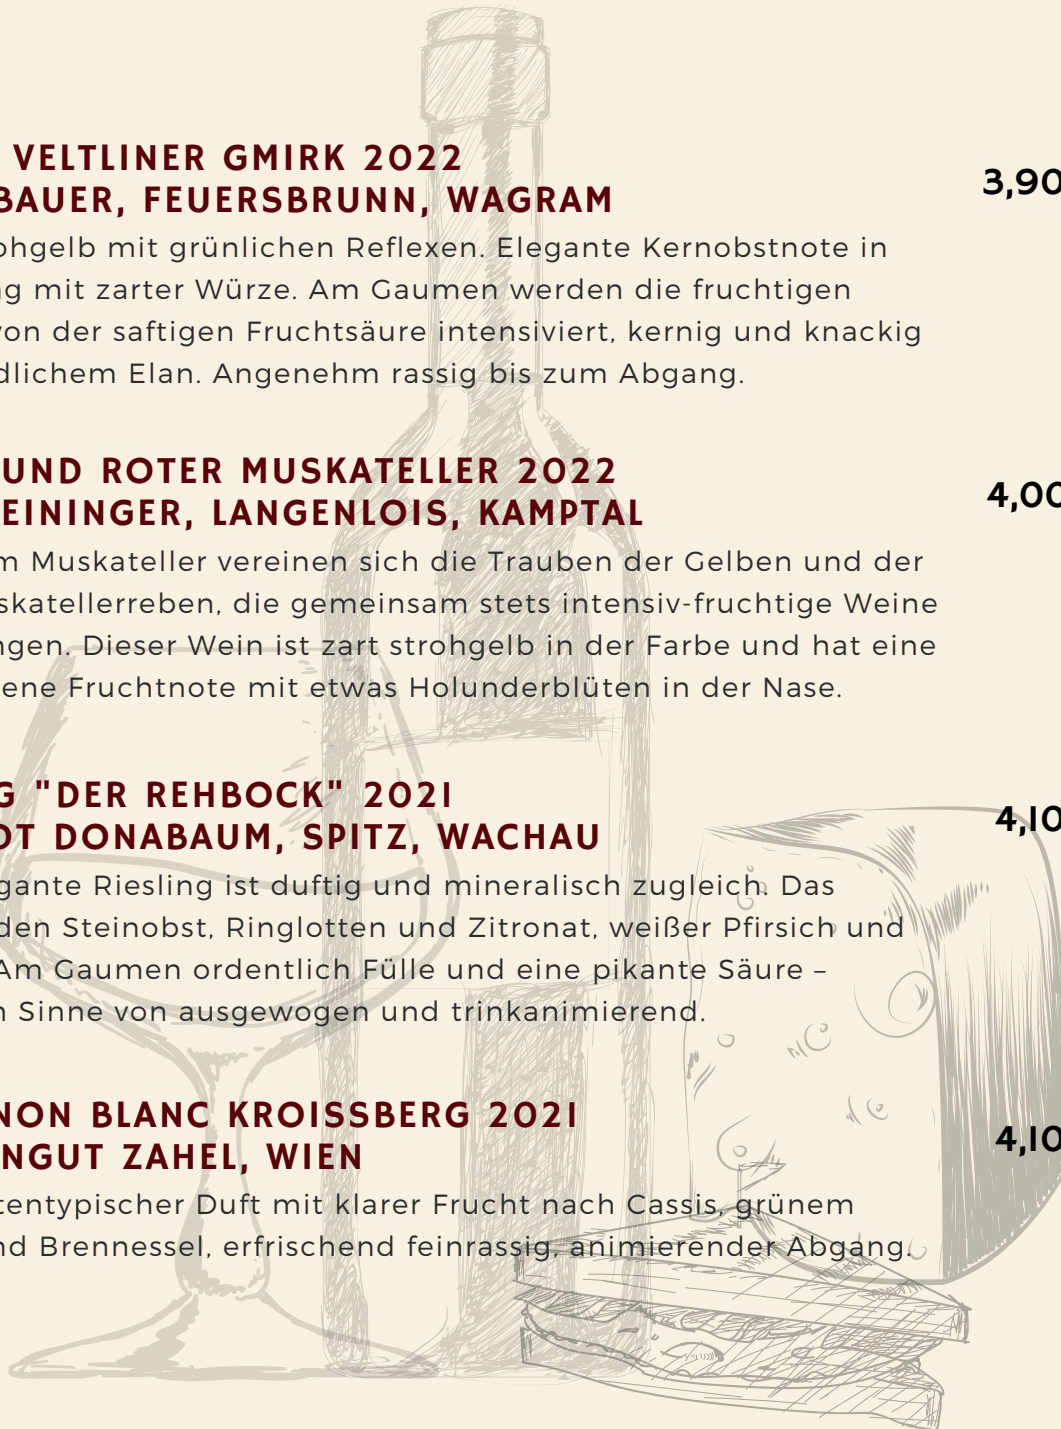 VELTLINER GMIRK 2022
BAUER, FEUERSBRUNN, WAGRAM
3,90
ohgelb mit grünlichen Reflexen. Elegante Kernobstnote in
ng mit zarter Würze. Am Gaumen werden die fruchtigen
von der saftigen Fruchtsäure intensiviert, kernig und knackig
dlichem Elan. Angenehm rassig bis zum Abgang.
UND ROTER MUSKATELLER 2022
EININGER, LANGENLOIS, KAMPTAL
4,00
m Muskateller vereinen sich die Trauben der Gelben und der
skatellerreben, die gemeinsam stets intensiv-fruchtige Weine
ngen. Dieser Wein ist zart strohgelb in der Farbe und hat eine
ene Fruchtnote mit etwas Holunderblüten in der Nase.
G "DER REHBOCK" 2021
OT DONABAUM, SPITZ, WACHAU
4,10
gante Riesling ist duftig und mineralisch zugleich. Das
den Steinobst, Ringlotten und Zitronat, weißer Pfirsich und
Am Gaumen ordentlich Fülle und eine pikante Säure –
n Sinne von ausgewogen und trinkanimierend.
NON BLANC KROISSBERG 2021
NGUT ZAHEL, WIEN
4,10
tentypischer Duft mit klarer Frucht nach Cassis, grünem
nd Brennessel, erfrischend feinrassig, animierender Abgang.